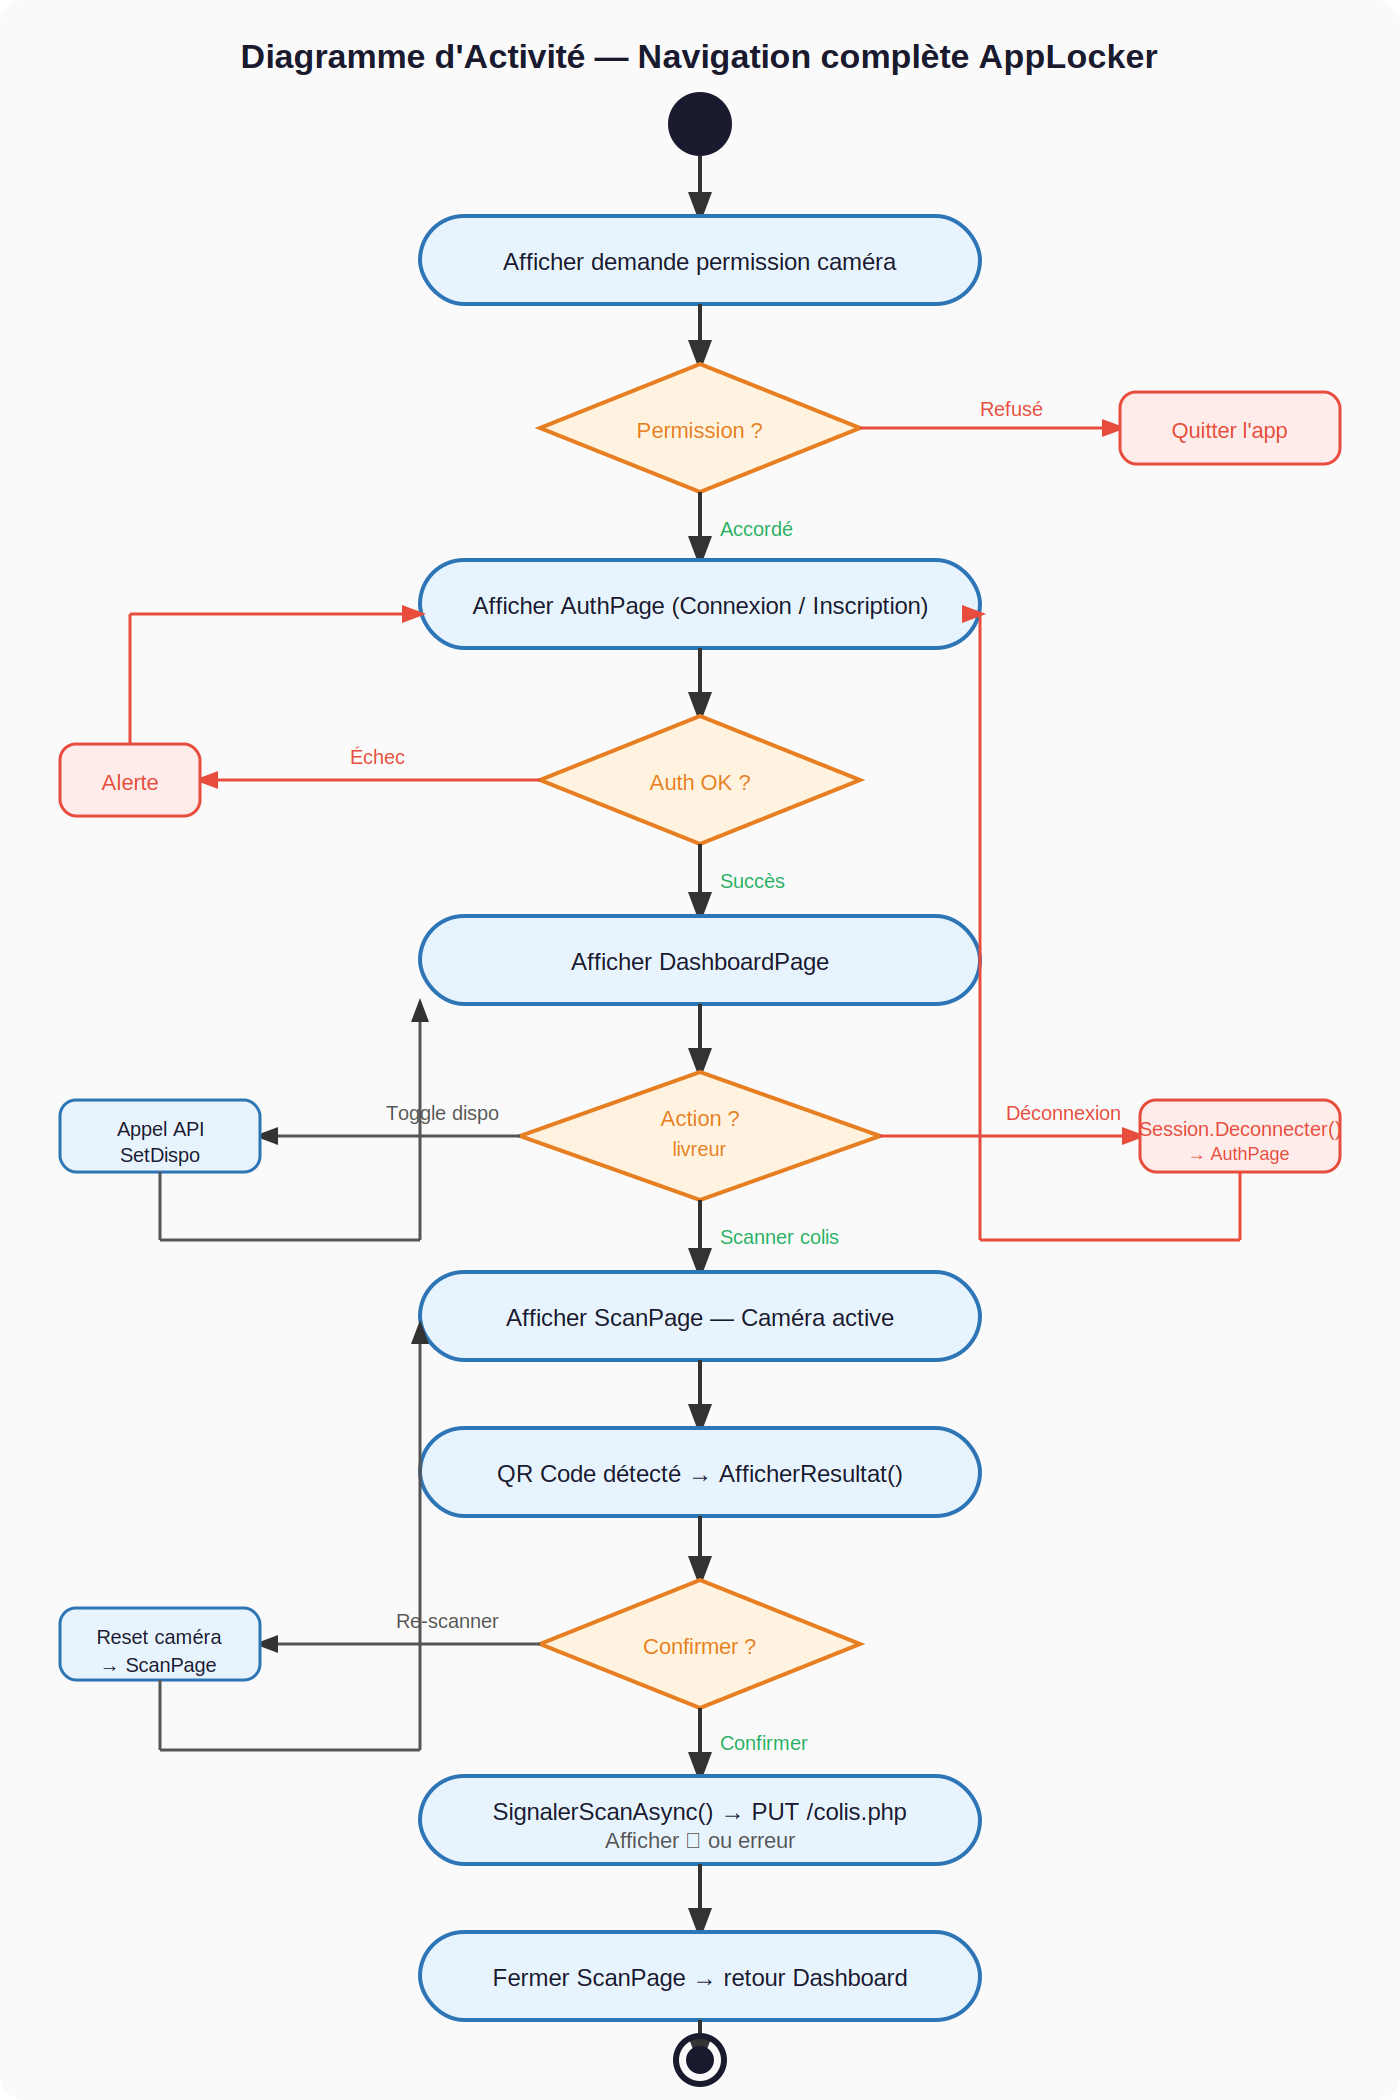 Diagramme d'Activité — Navigation complète AppLocker
Afficher demande permission caméra
Permission ?
Refusé
Quitter l'app
Accordé
Afficher AuthPage (Connexion / Inscription)
Échec
Alerte
Auth OK ?
Succès
Afficher DashboardPage
Toggle dispo
Appel API
SetDispo
Action ?
livreur
Déconnexion
Session.Deconnecter()
→ AuthPage
Scanner colis
Afficher ScanPage — Caméra active
QR Code détecté → AfficherResultat()
Re-scanner
Reset caméra
→ ScanPage
Confirmer ?
Confirmer
SignalerScanAsync() → PUT /colis.php
Afficher ▯ ou erreur
Fermer ScanPage → retour Dashboard